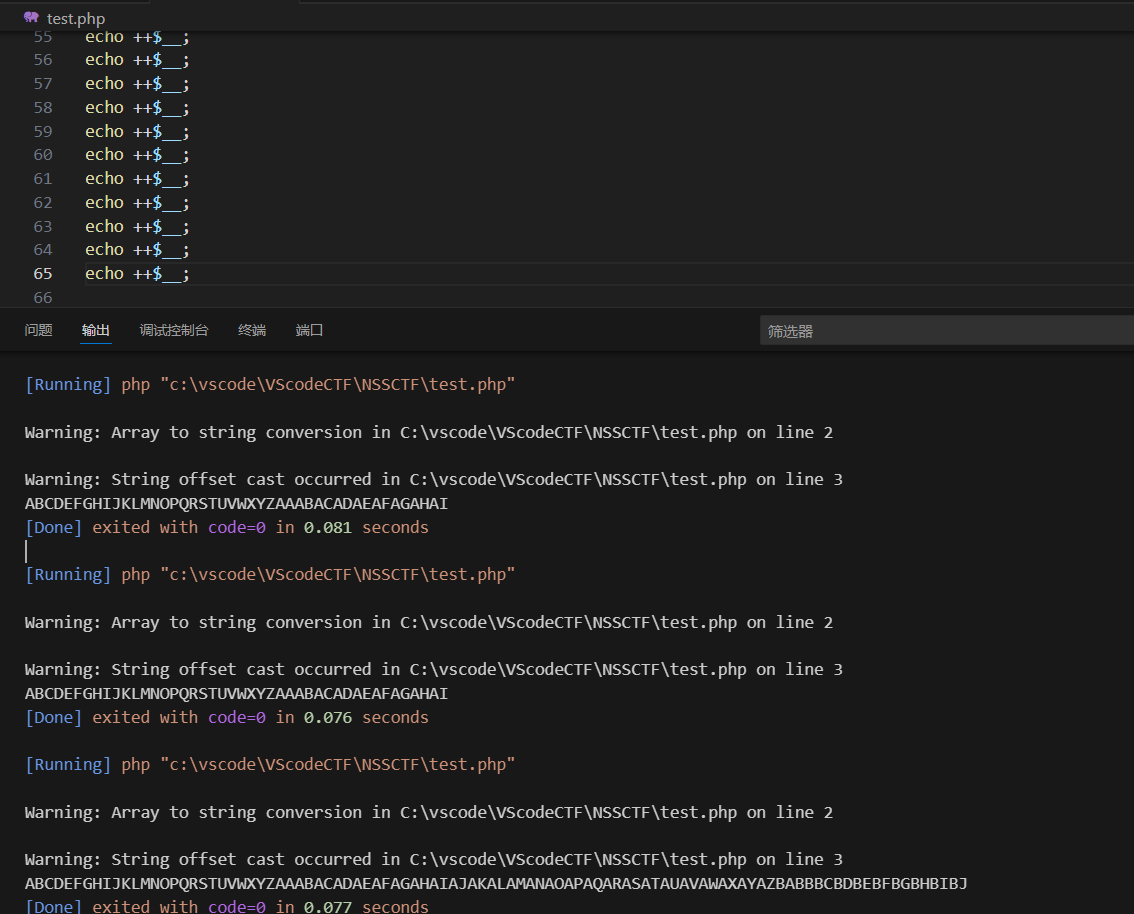 test.php
55 echo ++$__;
56 echo ++$__;
57 echo ++$__;
58 echo ++$__;
59 echo ++$__;
60 echo ++$__;
61 echo ++$__;
62 echo ++$__;
63 echo ++$__;
64 echo ++$__;
65 echo ++$__;
66
问题 输出 调试控制台 终端 端口 筛选器
[Running] php "c:\vscode\VScodeCTF\NSSCTF\test.php"
Warning: Array to string conversion in C:\vscode\VScodeCTF\NSSCTF\test.php on line 2
Warning: String offset cast occurred in C:\vscode\VScodeCTF\NSSCTF\test.php on line 3
ABCDEFGHIJKLMNOPQRSTUVWXYZAAABACADAEAFAGAHAI
[Done] exited with code=0 in 0.081 seconds
[Running] php "c:\vscode\VScodeCTF\NSSCTF\test.php"
Warning: Array to string conversion in C:\vscode\VScodeCTF\NSSCTF\test.php on line 2
Warning: String offset cast occurred in C:\vscode\VScodeCTF\NSSCTF\test.php on line 3
ABCDEFGHIJKLMNOPQRSTUVWXYZAAABACADAEAFAGAHAI
[Done] exited with code=0 in 0.076 seconds
[Running] php "c:\vscode\VScodeCTF\NSSCTF\test.php"
Warning: Array to string conversion in C:\vscode\VScodeCTF\NSSCTF\test.php on line 2
Warning: String offset cast occurred in C:\vscode\VScodeCTF\NSSCTF\test.php on line 3
ABCDEFGHIJKLMNOPQRSTUVWXYZAAABACADAEAFAGAHAIAJAKALAMANAOAPAQARASATAUAVAWAXAYAZBABBBCBDBEBFBGBHBIBJ
[Done] exited with code=0 in 0.077 seconds